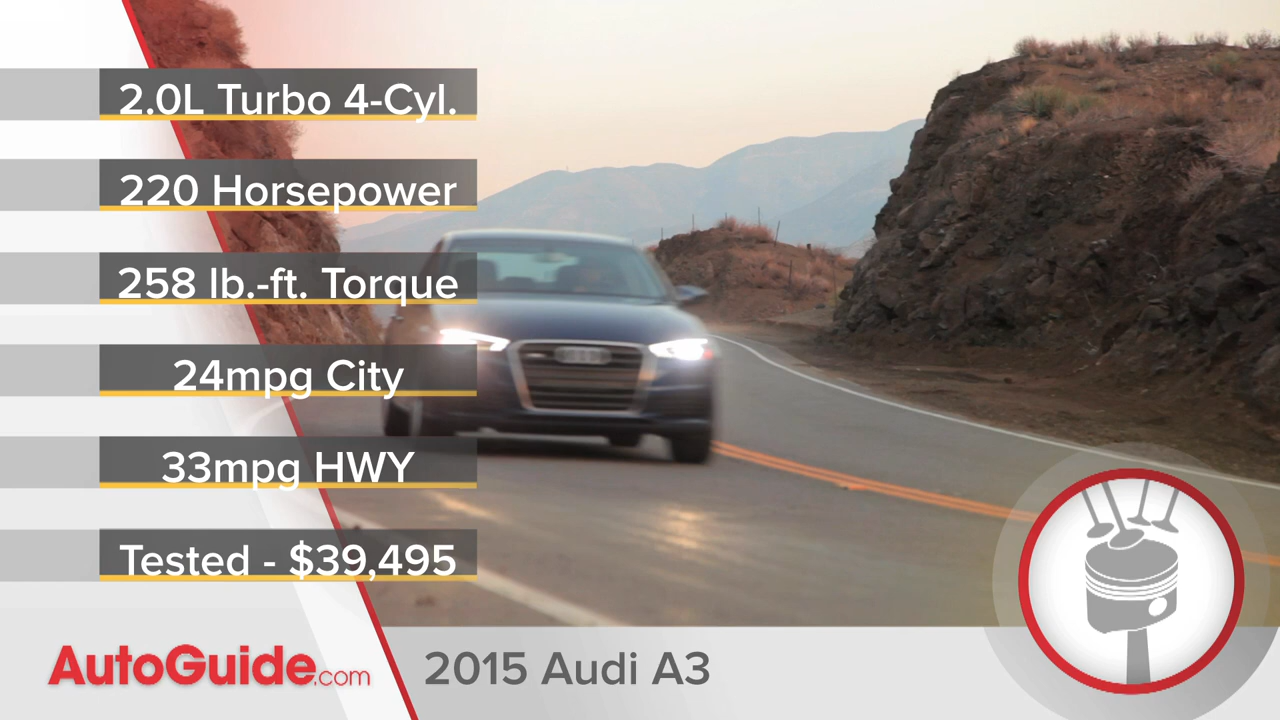 2.0L Turbo 4-Cyl.
220 Horsepower
258 lb.-ft. Torque
24mpg City
33mpg HWY
Tested - $39,495
AutoGuide.com
2015 Audi A3